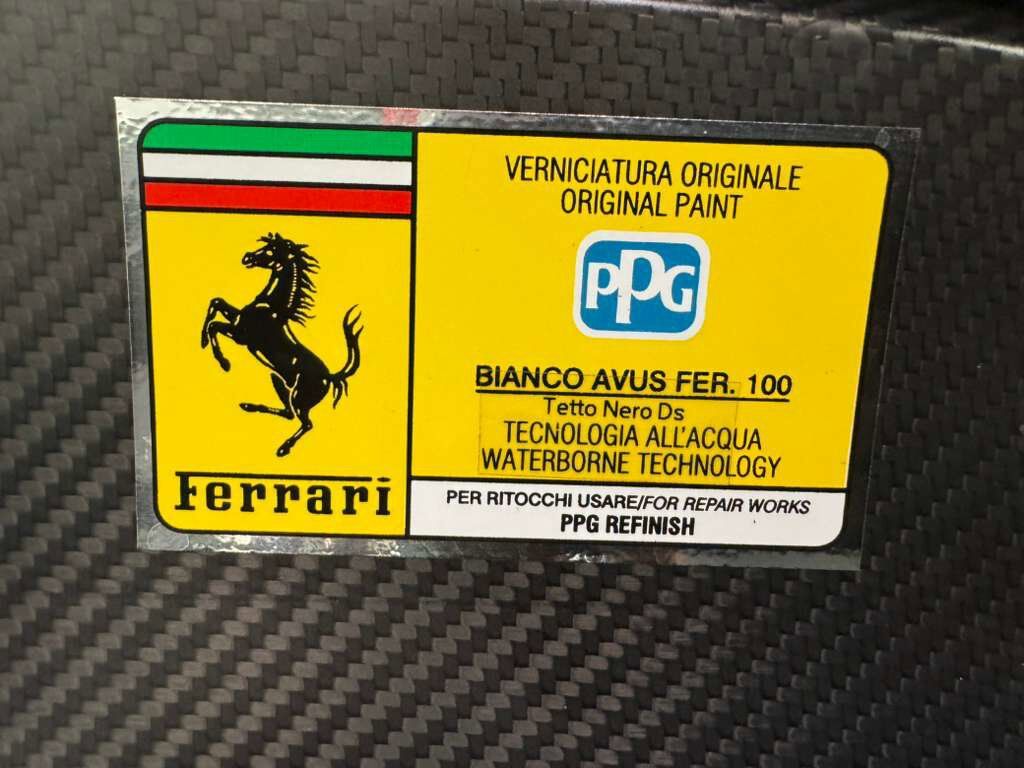 Ferrari
VERNICIATURA ORIGINALE
ORIGINAL PAINT
PPG
BIANCO AVUS FER. 100
Tetto Nero Ds
TECNOLOGIA ALL'ACQUA
WATERBORNE TECHNOLOGY
PER RITOCCHI USARE/FOR REPAIR WORKS
PPG REFINISH